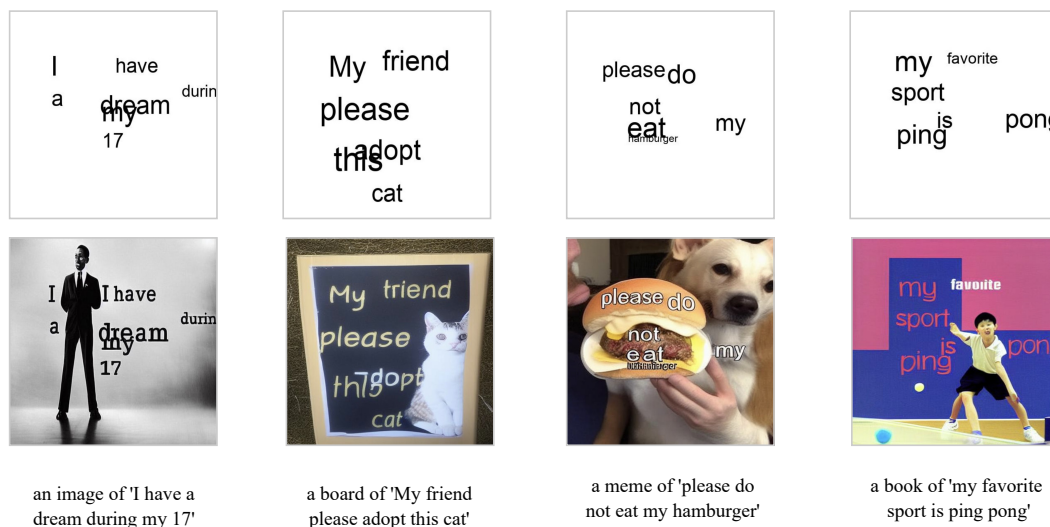 I have
a dream durin
my
17
My friend
please
this adopt
cat
please do
not
eat my
hamburger
my favorite
sport
is
ping pong
I I have
a dream durin
my
17
My triend
please
cat
please do
not
eat my
my favoiite
sport
is
ping pon
an image of 'I have a
dream during my 17'
a board of 'My friend
please adopt this cat'
a meme of 'please do
not eat my hamburger'
a book of 'my favorite
sport is ping pong'